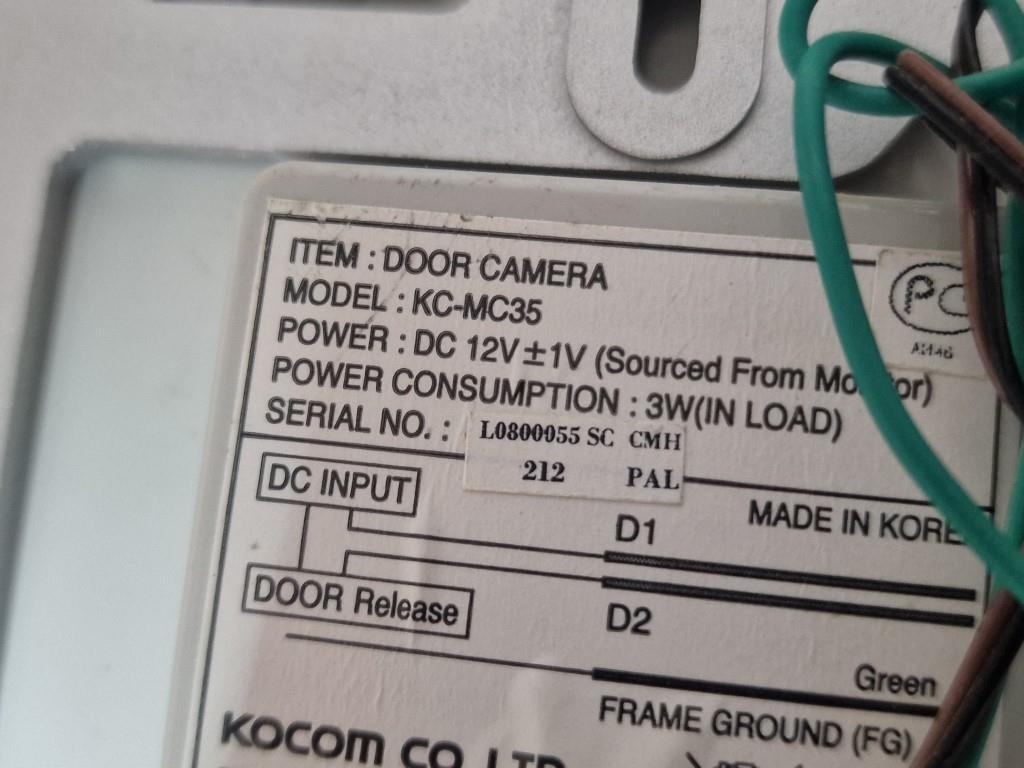 ITEM : DOOR CAMERA
MODEL : KC-MC35
POWER : DC 12V ±1V (Sourced From Mo or)
POWER CONSUMPTION : 3W(IN LOAD)
SERIAL NO. : L0800055 SC CMH
212 PAL
PC
DC INPUT
MADE IN KORE
D1
DOOR Release
D2
Green
FRAME GROUND (FG)
KOCOM CO. LTD